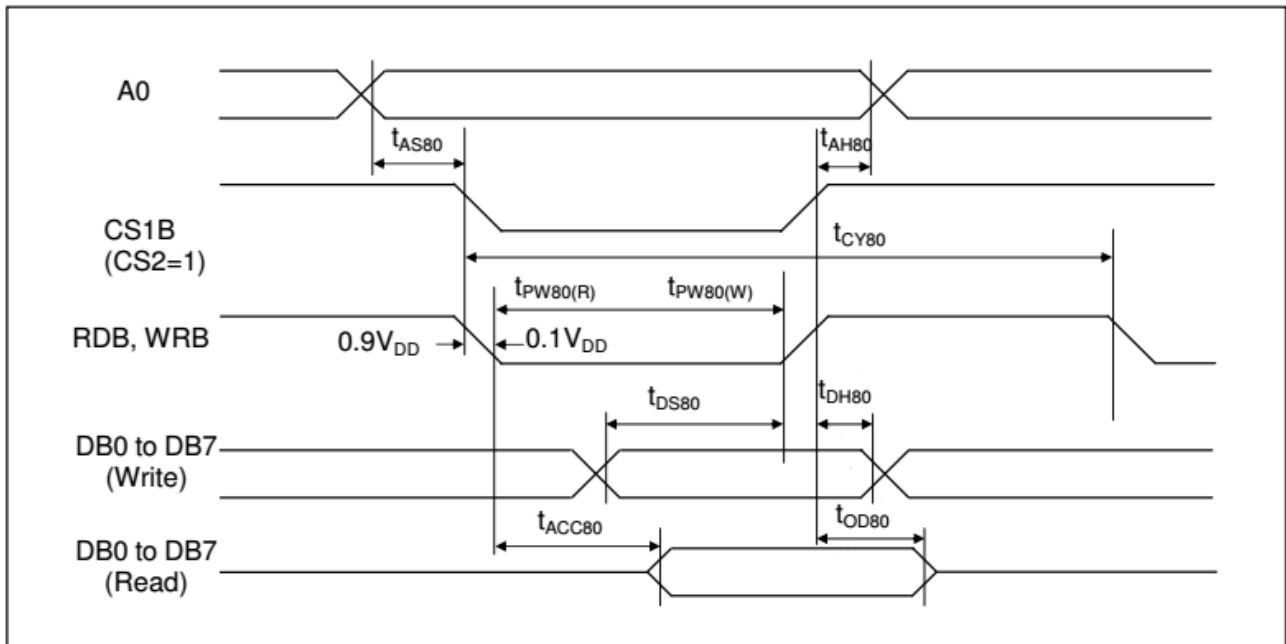 A0
tAS80
tAH80
CS1B
(CS2=1)
tCY80
tPW80(R)
tPW80(W)
RDB, WRB
0.9VDD
0.1VDD
tDS80
tDH80
DB0 to DB7
(Write)
tACC80
tOD80
DB0 to DB7
(Read)